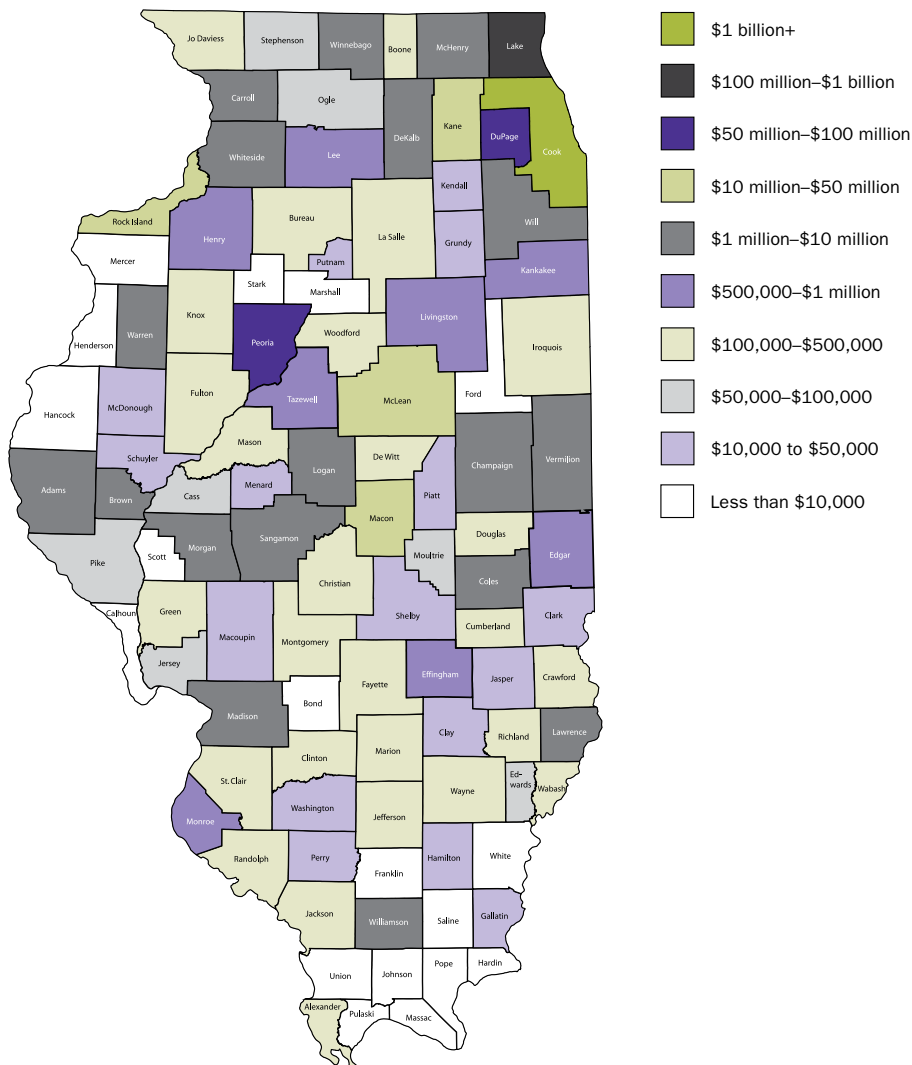 Jo Daviess
Stephenson
Winnebago
Boone
McHenry
Lake
Carroll
Ogle
DeKalb
Kane
DuPage
Cook
Whiteside
Lee
Kendall
Rock Island
Henry
Bureau
La Salle
Will
Grundy
Putnam
Kankakee
Mercer
Stark
Marshall
Knox
Livingston
Henderson
Warren
Peoria
Woodford
Iroquois
Hancock
McDonough
Fulton
Tazewell
McLean
Ford
Mason
De Witt
Schuyler
Logan
Champaign
Vermilion
Adams
Brown
Cass
Menard
Piatt
Macon
Pike
Scott
Morgan
Sangamon
Moultrie
Douglas
Edgar
Christian
Coles
Calhoun
Green
Macoupin
Montgomery
Shelby
Cumberland
Clark
Jersey
Fayette
Effingham
Jasper
Crawford
Madison
Bond
Clay
Richland
Lawrence
St. Clair
Clinton
Marion
Wayne
Ed-
wards
Wabash
Monroe
Washington
Jefferson
Randolph
Perry
Franklin
Hamilton
White
Jackson
Williamson
Saline
Gallatin
Union
Johnson
Pope
Hardin
Alexander
Pulaski
Massac
$1 billion+
$100 million–$1 billion
$50 million–$100 million
$10 million–$50 million
$1 million–$10 million
$500,000–$1 million
$100,000–$500,000
$50,000–$100,000
$10,000 to $50,000
Less than $10,000